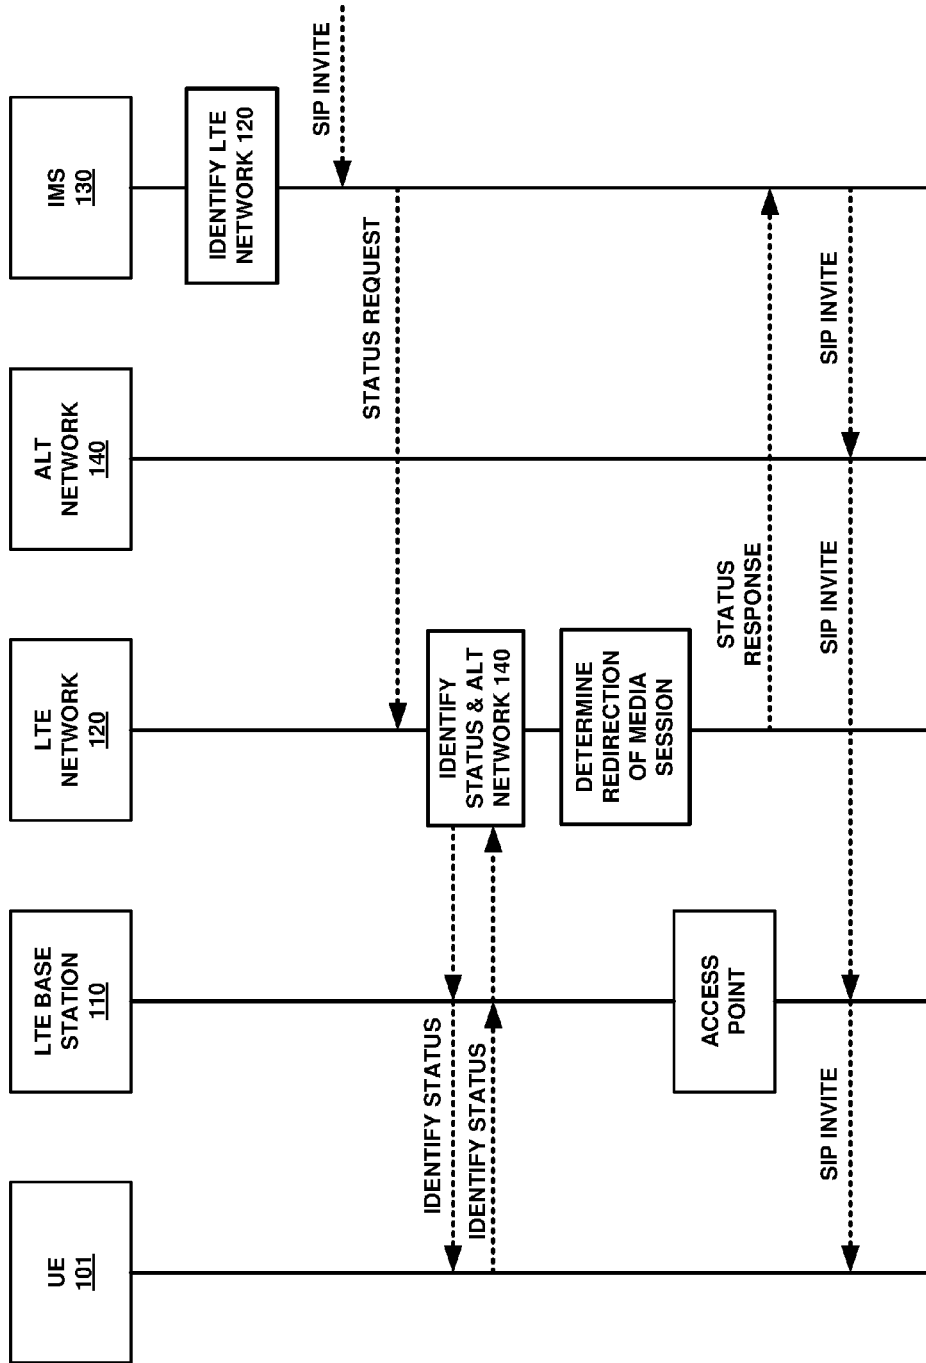 UE
101
LTE BASE
STATION
110
LTE
NETWORK
120
ALT
NETWORK
140
IMS
130
IDENTIFY LTE
NETWORK 120
SIP INVITE
STATUS REQUEST
IDENTIFY
STATUS & ALT
NETWORK 140
IDENTIFY STATUS
IDENTIFY STATUS
DETERMINE
REDIRECTION
OF MEDIA
SESSION
ACCESS
POINT
STATUS
RESPONSE
SIP INVITE
SIP INVITE
SIP INVITE